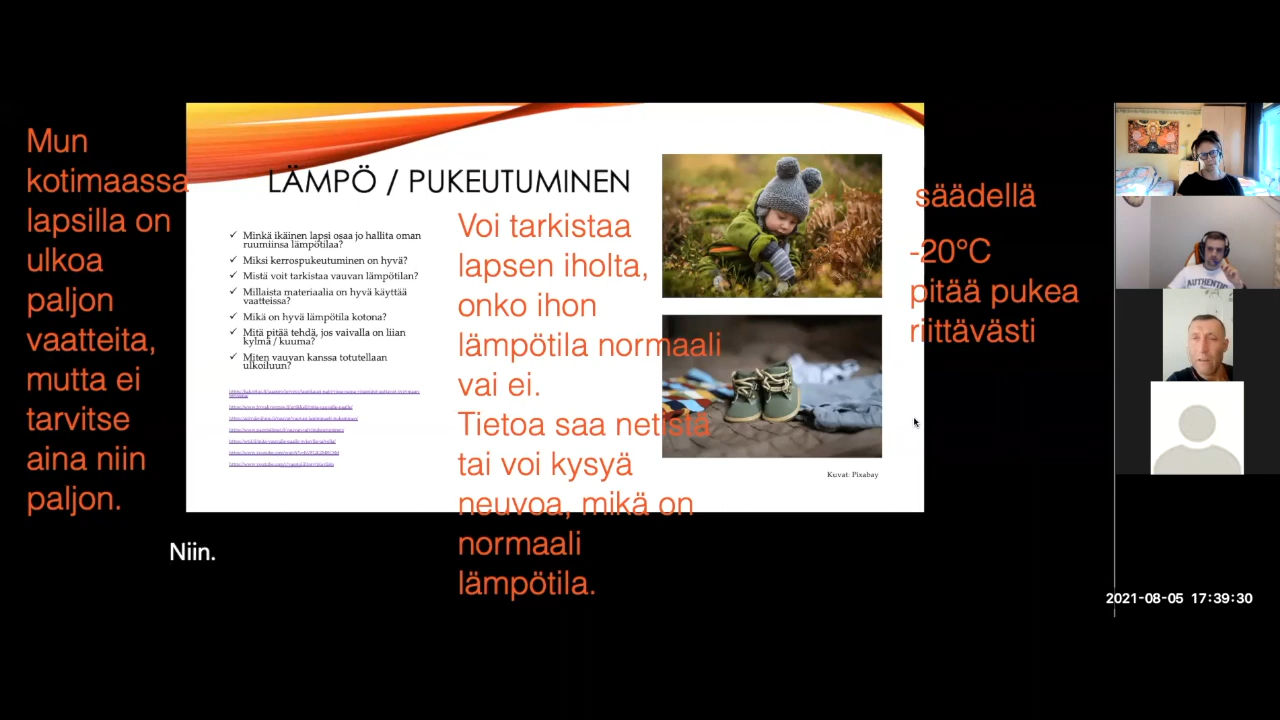 LÄMPÖ / PUKEUTUMINEN
Minkä ikäinen lapsi osaa jo hallita oman
ruumiinsa lämpötilaa?
Miksi kerrospukeutuminen on hyvä?
Mistä voit tarkistaa vauvan lämpötilan?
Millaista materiaalia on hyvä käyttää
vaatteissa?
Mikä on hyvä lämpötila kotona?
Mitä pitää tehdä, jos vaivalla on liian
kylmä / kuuma?
Miten vauvan kanssa totutellaan
ulkoiluun?
Kuvat: Pixabay
Mun
kotimaassa
lapsilla on
ulkoa
paljon
vaatteita,
mutta ei
tarvitse
aina niin
paljon.
Voi tarkistaa
lapsen iholta,
onko ihon
lämpötila normaali
vai ei.
Tietoa saa netistä
tai voi kysyä
neuvoa, mikä on
normaali
lämpötila.
säädellä
-20°C
pitää pukea
riittävästi
Niin.
AUTHENTIC
2021-08-05 17:39:30